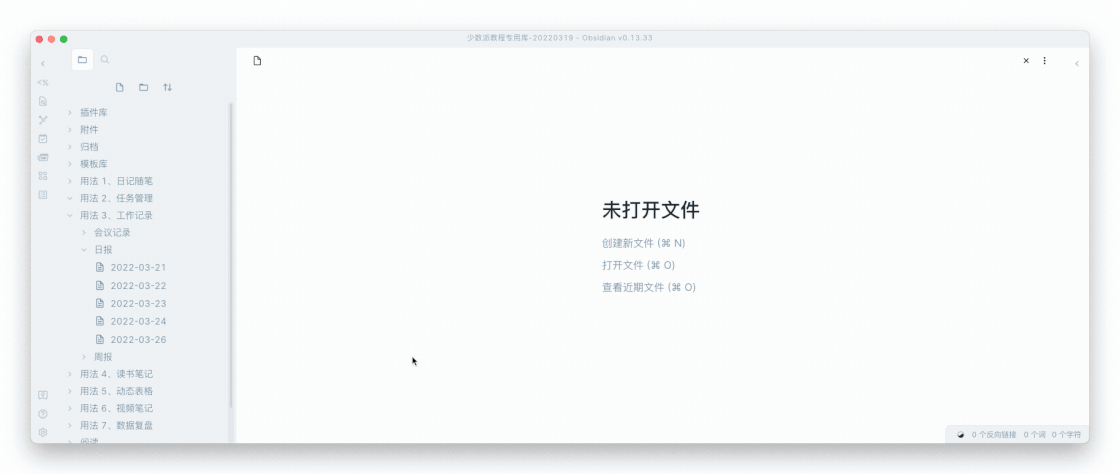 少数派教程专用库-20220319 - Obsidian v0.13.33
插件库
附件
归档
模板库
用法 1、日记随笔
用法 2、任务管理
用法 3、工作记录
会议记录
日报
2022-03-21
2022-03-22
2022-03-23
2022-03-24
2022-03-26
周报
用法 4、读书笔记
用法 5、动态表格
用法 6、视频笔记
用法 7、数据复盘
阅读
未打开文件
创建新文件 (⌘ N)
打开文件 (⌘ O)
查看近期文件 (⌘ O)
0 个反向链接 0 个词 0 个字符